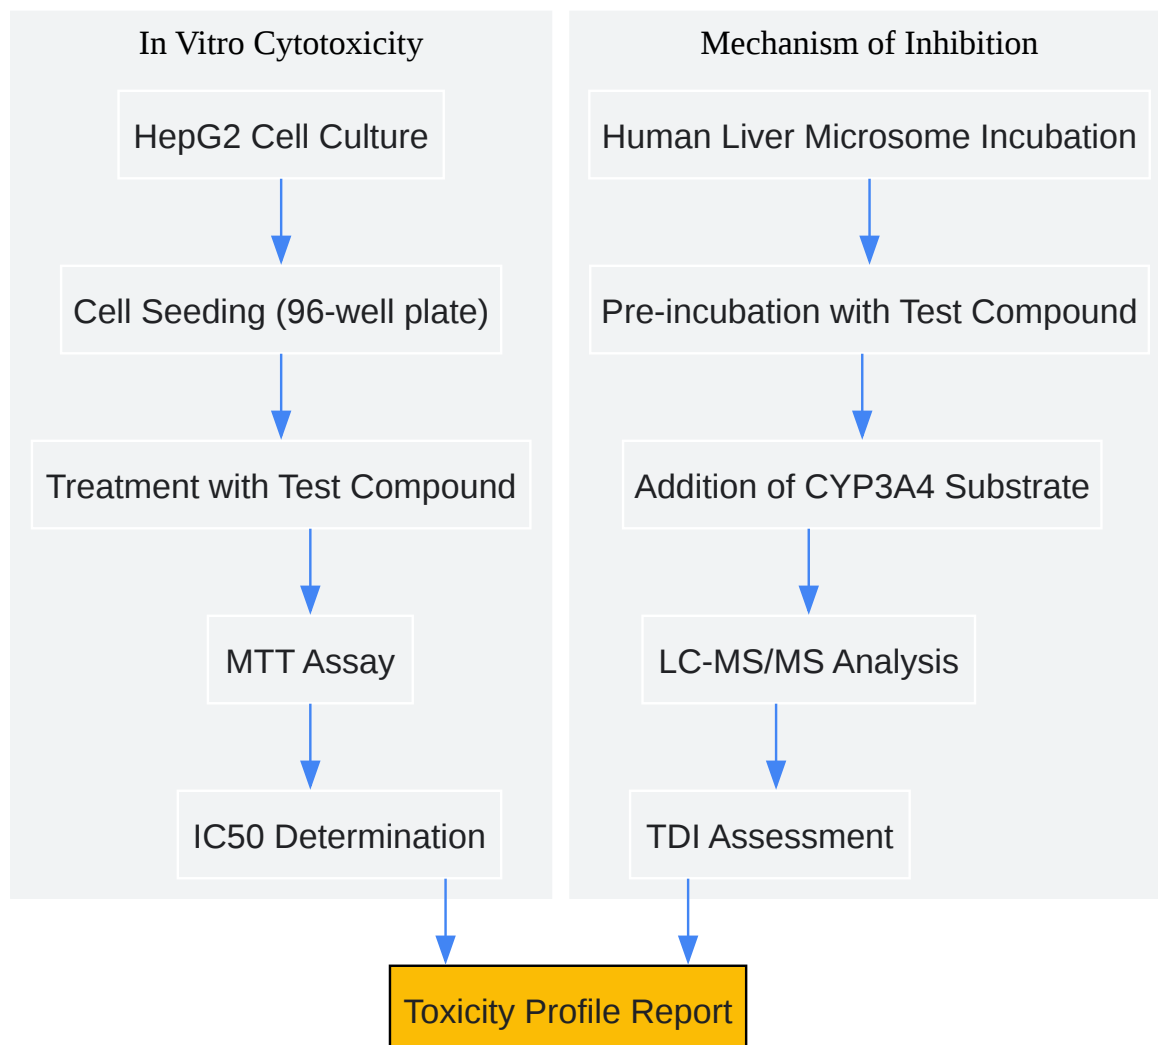 In Vitro Cytotoxicity
HepG2 Cell Culture
Cell Seeding (96-well plate)
Treatment with Test Compound
MTT Assay
IC50 Determination
Mechanism of Inhibition
Human Liver Microsome Incubation
Pre-incubation with Test Compound
Addition of CYP3A4 Substrate
LC-MS/MS Analysis
TDI Assessment
Toxicity Profile Report